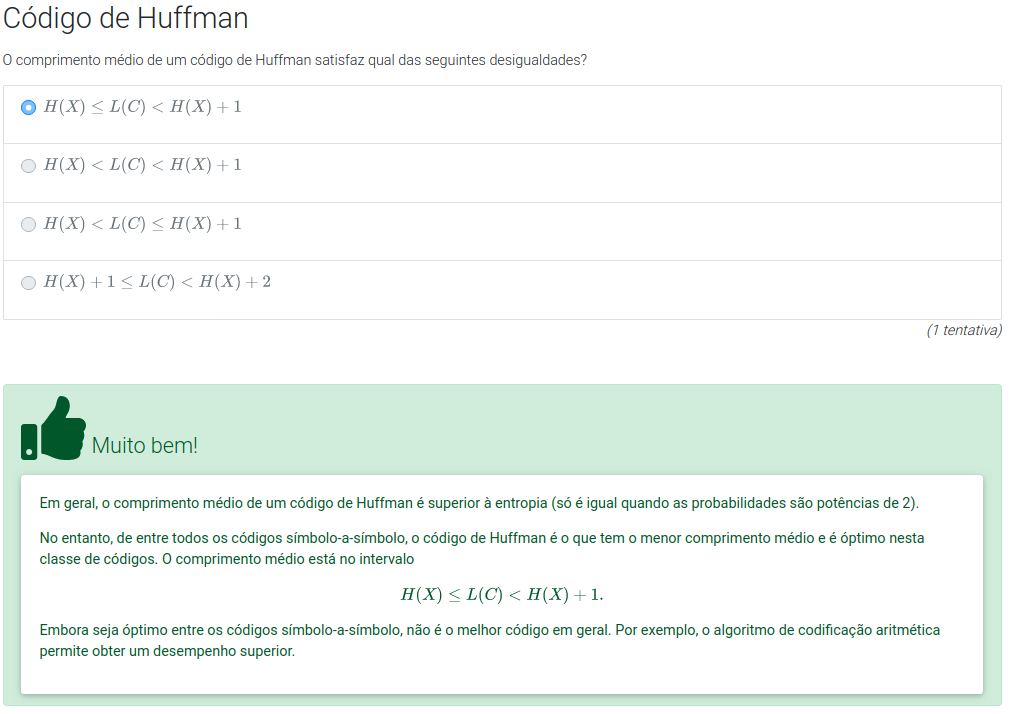 Código de Huffman
O comprimento médio de um código de Huffman satisfaz qual das seguintes desigualdades?
H(X) ≤ L(C) < H(X) + 1
H(X) < L(C) < H(X) + 1
H(X) < L(C) ≤ H(X) + 1
H(X) + 1 ≤ L(C) < H(X) + 2
(1 tentativa)
Muito bem!
Em geral, o comprimento médio de um código de Huffman é superior à entropia (só é igual quando as probabilidades são potências de 2).
No entanto, de entre todos os códigos símbolo-a-símbolo, o código de Huffman é o que tem o menor comprimento médio e é óptimo nesta
classe de códigos. O comprimento médio está no intervalo
H(X) ≤ L(C) < H(X) + 1.
Embora seja óptimo entre os códigos símbolo-a-símbolo, não é o melhor código em geral. Por exemplo, o algoritmo de codificação aritmética
permite obter um desempenho superior.